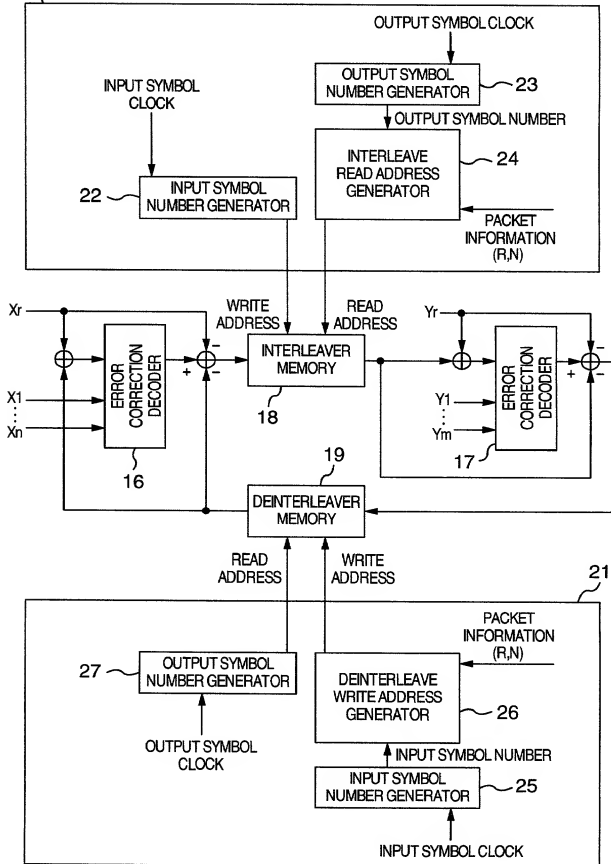 OUTPUT SYMBOL CLOCK
OUTPUT SYMBOL
NUMBER GENERATOR
23
INPUT SYMBOL
CLOCK
OUTPUT SYMBOL NUMBER
INTERLEAVE
READ ADDRESS
GENERATOR
24
22
INPUT SYMBOL
NUMBER GENERATOR
PACKET
INFORMATION
(R,N)
WRITE
ADDRESS
READ
ADDRESS
Xr
Yr
ERROR
CORRECTION
DECODER
+
−
−
INTERLEAVER
MEMORY
18
ERROR
CORRECTION
DECODER
+
−
−
X1
⋮
Xn
16
Y1
⋮
Ym
17
19
DEINTERLEAVER
MEMORY
READ
ADDRESS
WRITE
ADDRESS
21
PACKET
INFORMATION
(R,N)
27
OUTPUT SYMBOL
NUMBER GENERATOR
DEINTERLEAVE
WRITE ADDRESS
GENERATOR
26
OUTPUT SYMBOL
CLOCK
INPUT SYMBOL NUMBER
INPUT SYMBOL
NUMBER GENERATOR
25
INPUT SYMBOL CLOCK